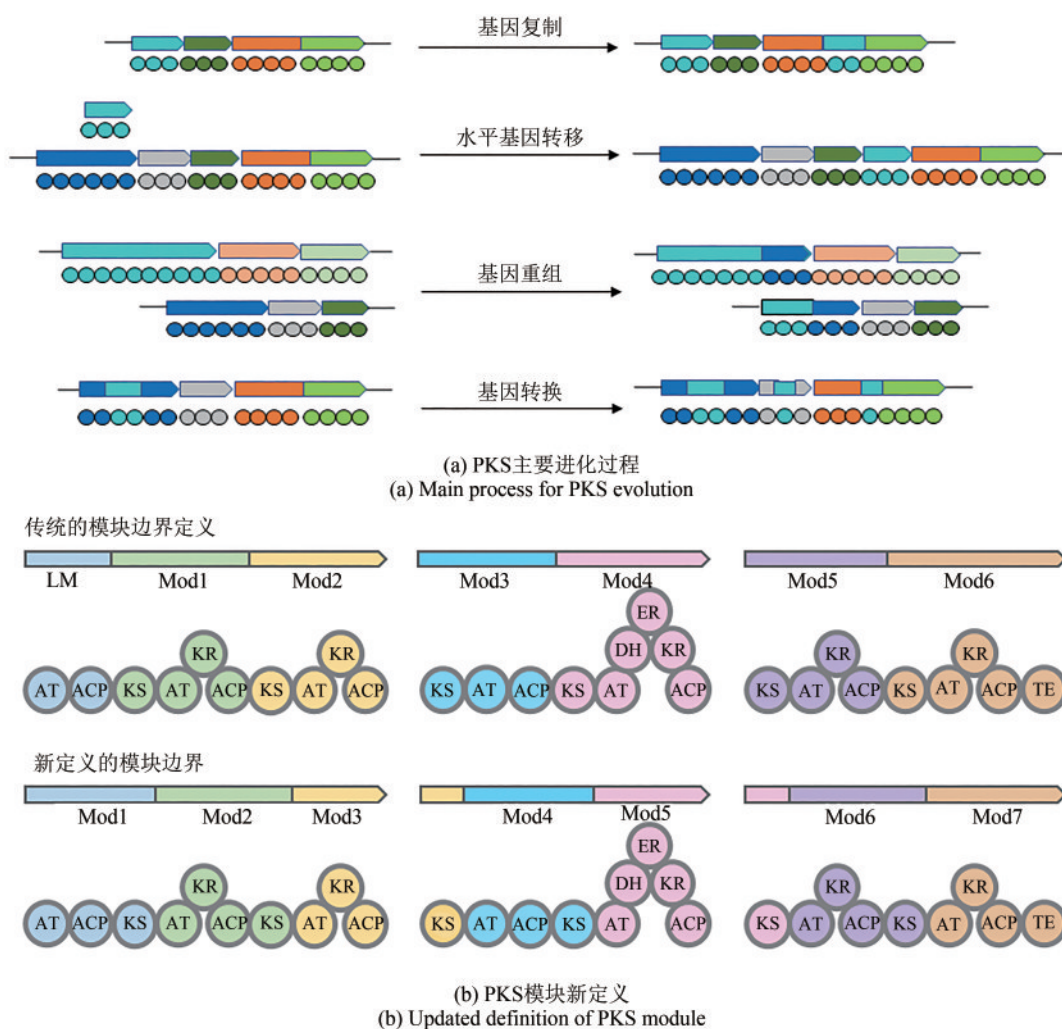 基因复制
水平基因转移
基因重组
基因转换
(a) PKS主要进化过程
(a) Main process for PKS evolution
传统的模块边界定义
LM Mod1 Mod2 Mod3 Mod4 Mod5 Mod6
ER
KR KR DH KR KR KR
AT ACP KS AT ACP KS AT ACP KS AT ACP KS AT ACP KS AT ACP KS AT ACP TE
新定义的模块边界
Mod1 Mod2 Mod3 Mod4 Mod5 Mod6 Mod7
ER
KR KR DH KR KR KR
AT ACP KS AT ACP KS AT ACP KS AT ACP KS AT ACP KS AT ACP KS AT ACP TE
(b) PKS模块新定义
(b) Updated definition of PKS module